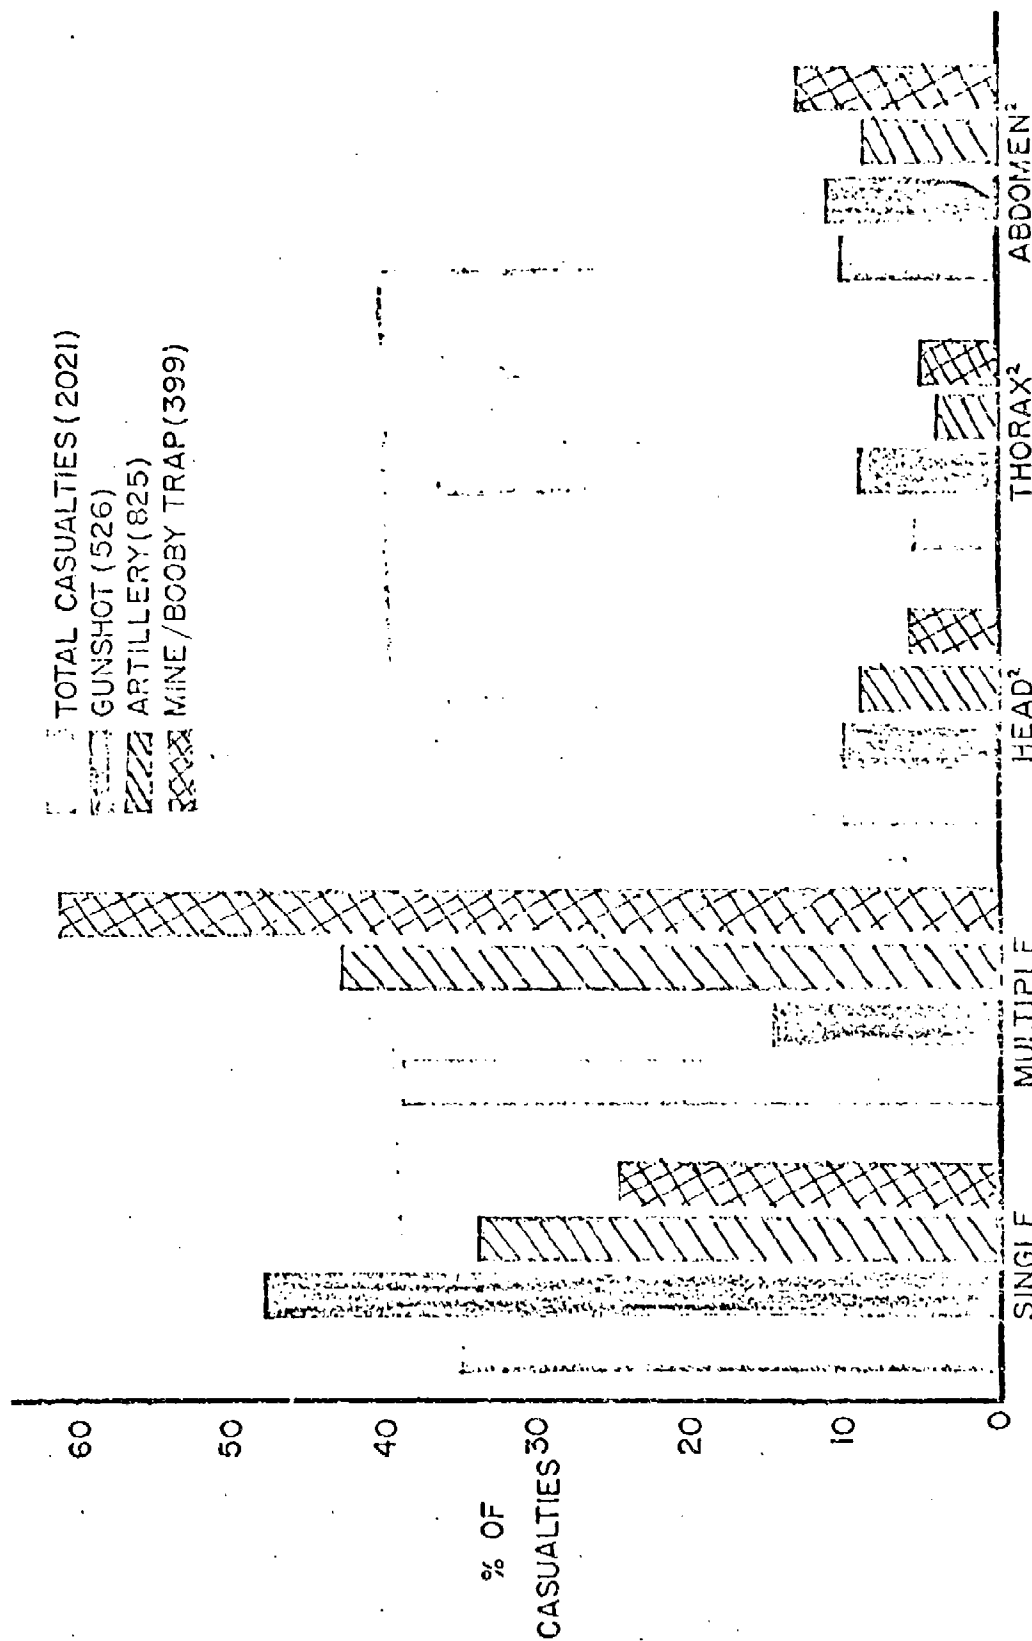 TOTAL CASUALTIES (2021)
GUNSHOT (526)
ARTILLERY (825)
MINE/BOOBY TRAP (399)
60
50
40
30
20
10
0
% OF
CASUALTIES
SINGLE
MULTIPLE
HEAD²
THORAX²
ABDOMEN²